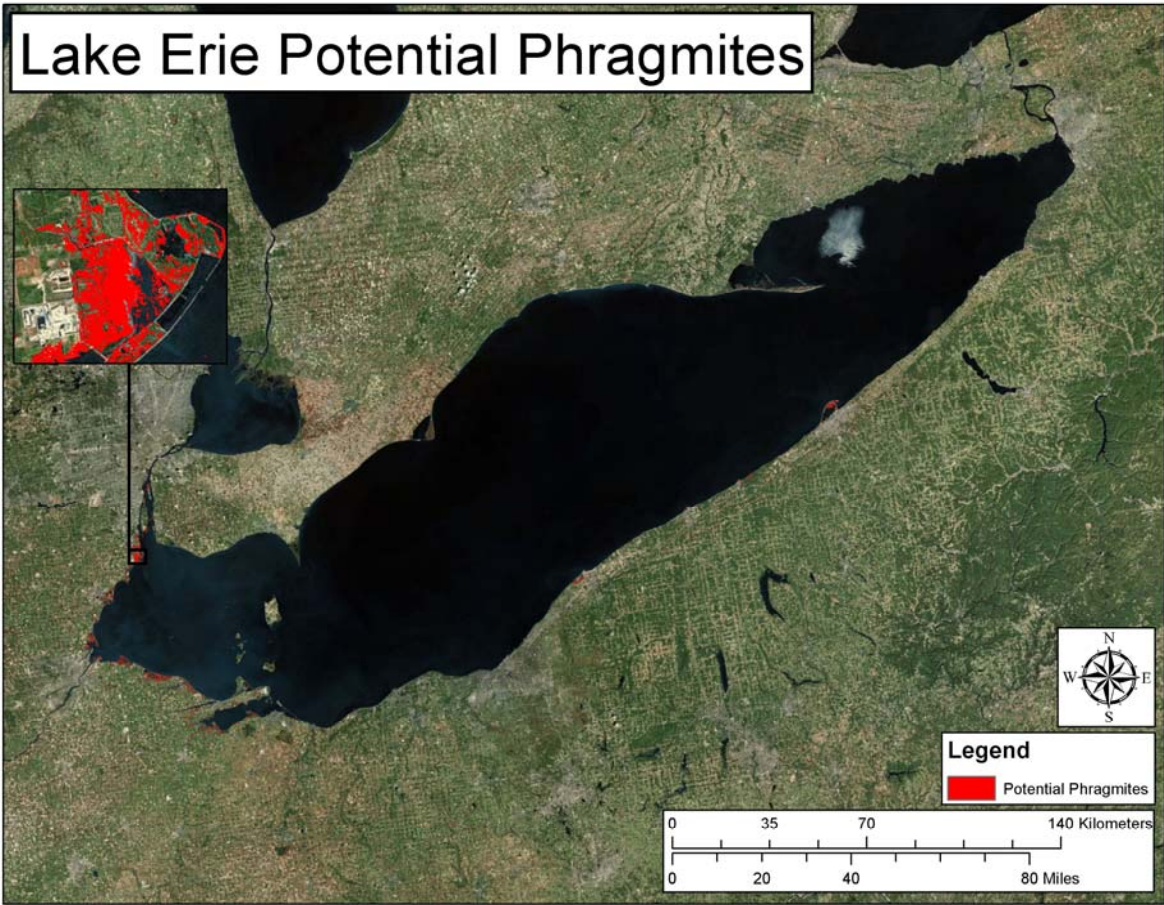 Lake Erie Potential Phragmites
N
W E
S
Legend
Potential Phragmites
0 35 70 140 Kilometers
0 20 40 80 Miles